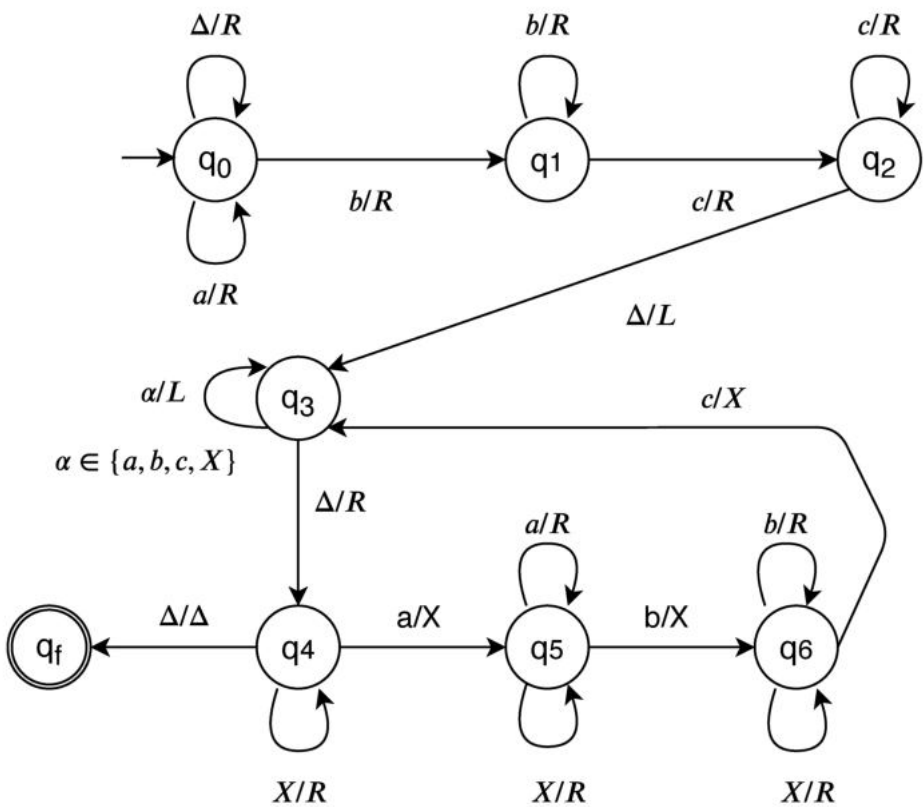 Δ/R
b/R
c/R
q0
q1
q2
b/R
c/R
a/R
Δ/L
α/L
q3
c/X
α ∈ {a, b, c, X}
Δ/R
a/R
b/R
Δ/Δ
a/X
b/X
qf
q4
q5
q6
X/R
X/R
X/R